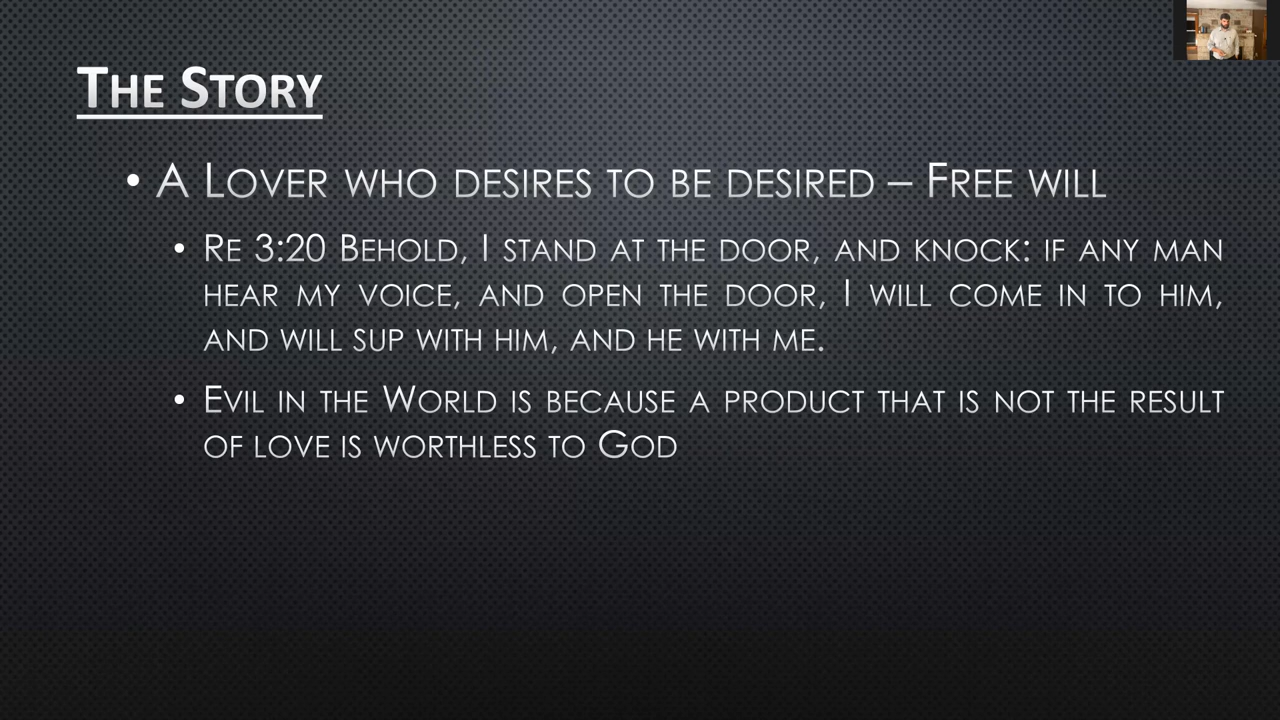 The Story
• A Lover who desires to be desired – Free will
• Re 3:20 Behold, I stand at the door, and knock: if any man
hear my voice, and open the door, I will come in to him,
and will sup with him, and he with me.
• Evil in the World is because a product that is not the result
of love is worthless to God